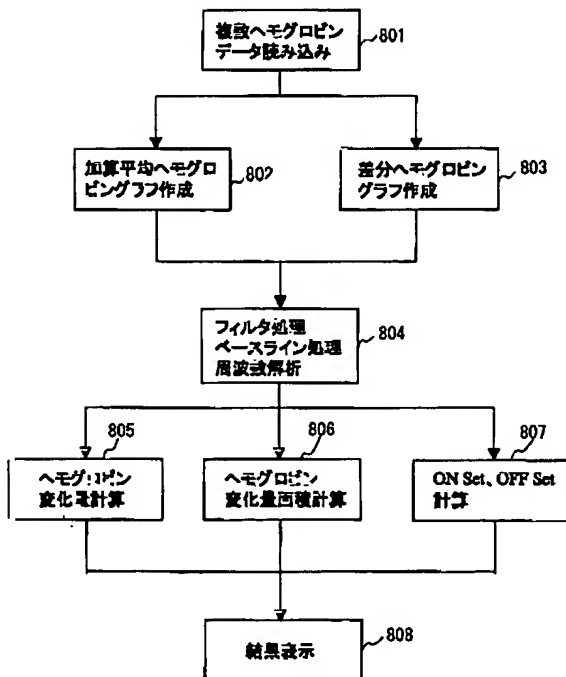 複数ヘモグロビン
データ読み込み
801
加算平均ヘモグロ
ビングラフ作成
802
差分ヘモグロビン
グラフ作成
803
フィルタ処理
ベースライン処理
周波数解析
804
805
ヘモグロビン
変化量計算
806
ヘモグロビン
変化量面積計算
807
ON Set、OFF Set
計算
結果表示
808